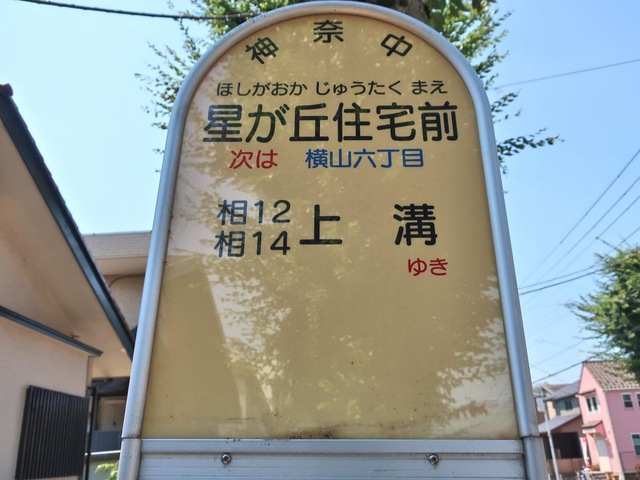 神奈中
ほしがおか じゅうたく まえ
星が丘住宅前
次は 横山六丁目
相12
相14 上溝
ゆき